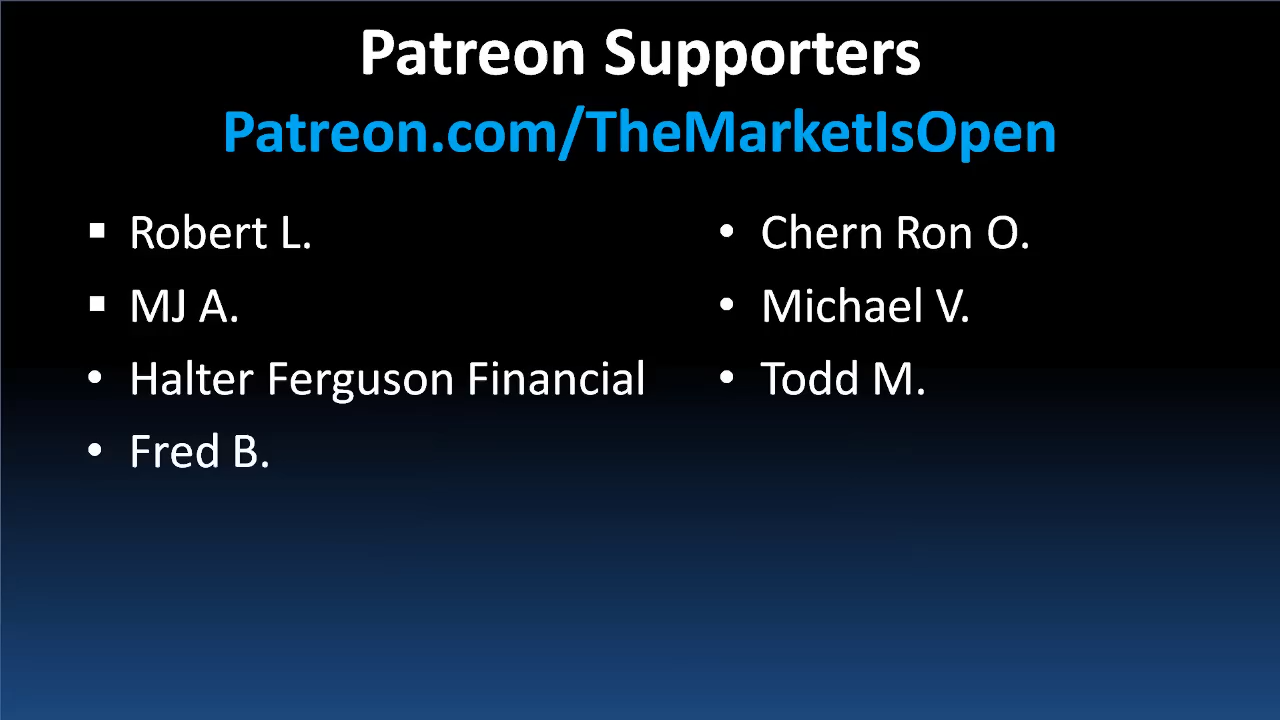 Patreon Supporters
Patreon.com/TheMarketIsOpen
▪ Robert L.
▪ MJ A.
• Halter Ferguson Financial
• Fred B.
• Chern Ron O.
• Michael V.
• Todd M.